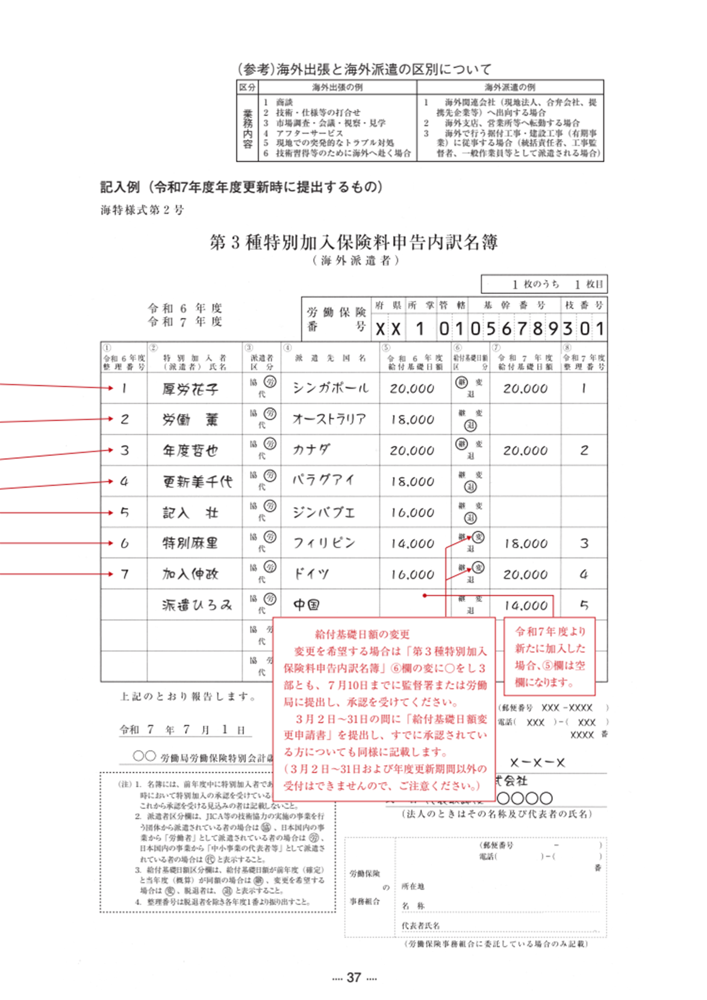 (参考)海外出張と海外派遣の区別について
区分 海外出張の例 海外派遣の例
業務内容
1 商談
2 技術・仕様等の打合せ
3 市場調査・会議・視察・見学
4 アフターサービス
5 現地での突発的なトラブル対処
6 技術習得等のために海外へ赴く場合
1 海外関連会社(現地法人、合弁会社、提
携先企業等)へ出向する場合
2 海外支店、営業所等へ転勤する場合
3 海外で行う据付工事・建設工事(有期事
業)に従事する場合(統括責任者、工事監
督者、一般作業員等として派遣される場合)
記入例(令和7年度年度更新時に提出するもの)
海特様式第2号
第3種特別加入保険料申告内訳名簿
(海外派遣者)
1 枚のうち 1 枚目
令和 6 年度
令和 7 年度
労働保険番号
府県 所掌 管轄 基幹番号 枝番号
XX 1 01 056789 301
① 令和6年度整理番号 ② 特別加入者(派遣者)氏名 ③ 派遣者区分 ④ 派遣先国名 ⑤ 令和6年度給付基礎日額 ⑥ 給付基礎日額区分 ⑦ 令和7年度給付基礎日額 ⑧ 令和7年度整理番号
1 厚労花子 協 労 代 シンガポール 20,000 継 変 退 20,000 1
2 労働 薫 協 労 代 オーストラリア 18,000 継 変 退
3 年度哲也 協 労 代 カナダ 20,000 継 変 退 20,000 2
4 更新美千代 協 労 代 パラグアイ 18,000 継 変 退
5 記入 壮 協 労 代 ジンバブエ 16,000 継 変 退
6 特別麻里 協 労 代 フィリピン 14,000 継 変 退 18,000 3
7 加入伸政 協 労 代 ドイツ 16,000 継 変 退 20,000 4
派遣ひろみ 協 労 代 中国 継 変 退 14,000 5
協 労 代
協 労 代
給付基礎日額の変更
変更を希望する場合は「第3種特別加入
保険料申告内訳名簿」⑥欄の変に○をし3
部とも、7月10日までに監督署または労働
局に提出し、承認を受けてください。
3月2日～31日の間に「給付基礎日額変
更申請書」を提出し、すでに承認されてい
る方についても同様に記載します。
(3月2日～31日および年度更新期間以外の
受付はできませんので、ご注意ください。)
令和7年度より
新たに加入した
場合、⑤欄は空
欄になります。
上記のとおり報告します。
令和 7 年 7 月 1 日
○○ 労働局労働保険特別会計歳
(郵便番号 XXX-XXXX )
電話( XXX )-( XXX )
XXXX 番
X-X-X
式会社
○○○○
(法人のときはその名称及び代表者の氏名)
(注) 1. 名簿には、前年度中に特別加入者であ
時において特別加入の承認を受けている
これから承認を受ける見込みの者は記載しないこと。
2. 派遣者区分欄は、JICA等の技術協力の実施の事業を行
う団体から派遣されている者の場合は㊙協、日本国内の事
業から「労働者」として派遣されている者の場合は労、
日本国内の事業から「中小事業の代表者等」として派遣さ
れている者の場合は代と表示すること。
3. 給付基礎日額区分欄は、給付基礎日額が前年度(確定)
と当年度(概算)が同額の場合は継、変更を希望する
場合は変、脱退者は、退と表示すること。
4. 整理番号は脱退者を除き各年度1番より振り出すこと。
労働保険
の
事務組合
(郵便番号 - )
電話( )-( )
番
所在地
名 称
代表者氏名
(労働保険事務組合に委託している場合のみ記載)
37